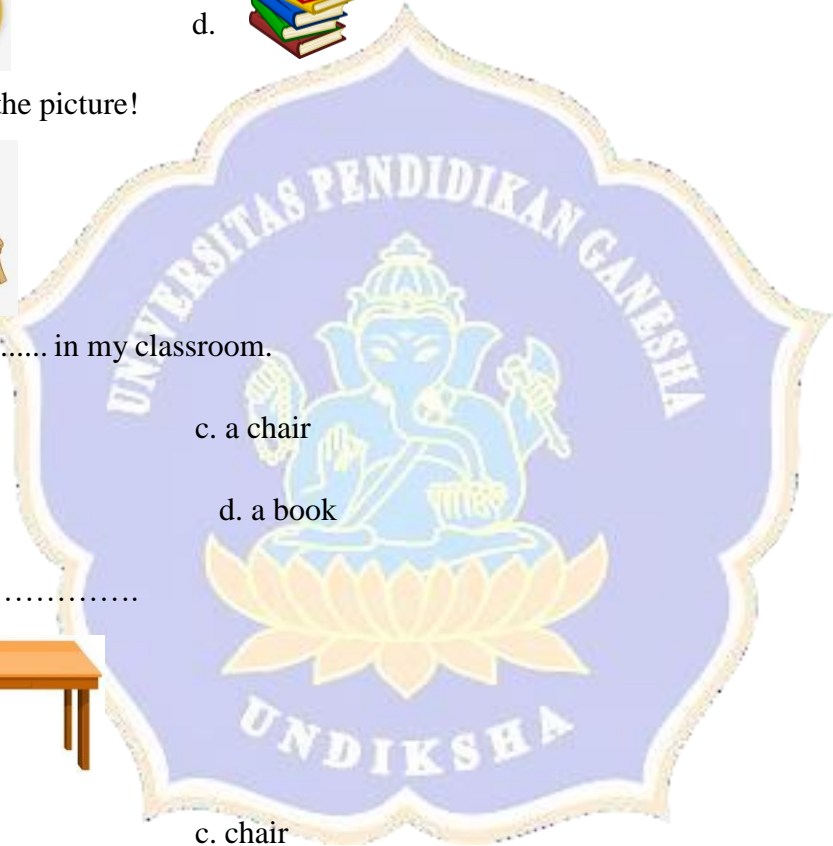 d.
the picture!
...... in my classroom.
c. a chair
d. a book
………….
c. chair
UNIVERSITAS PENDIDIKAN GANESHA
UNDIKSHA